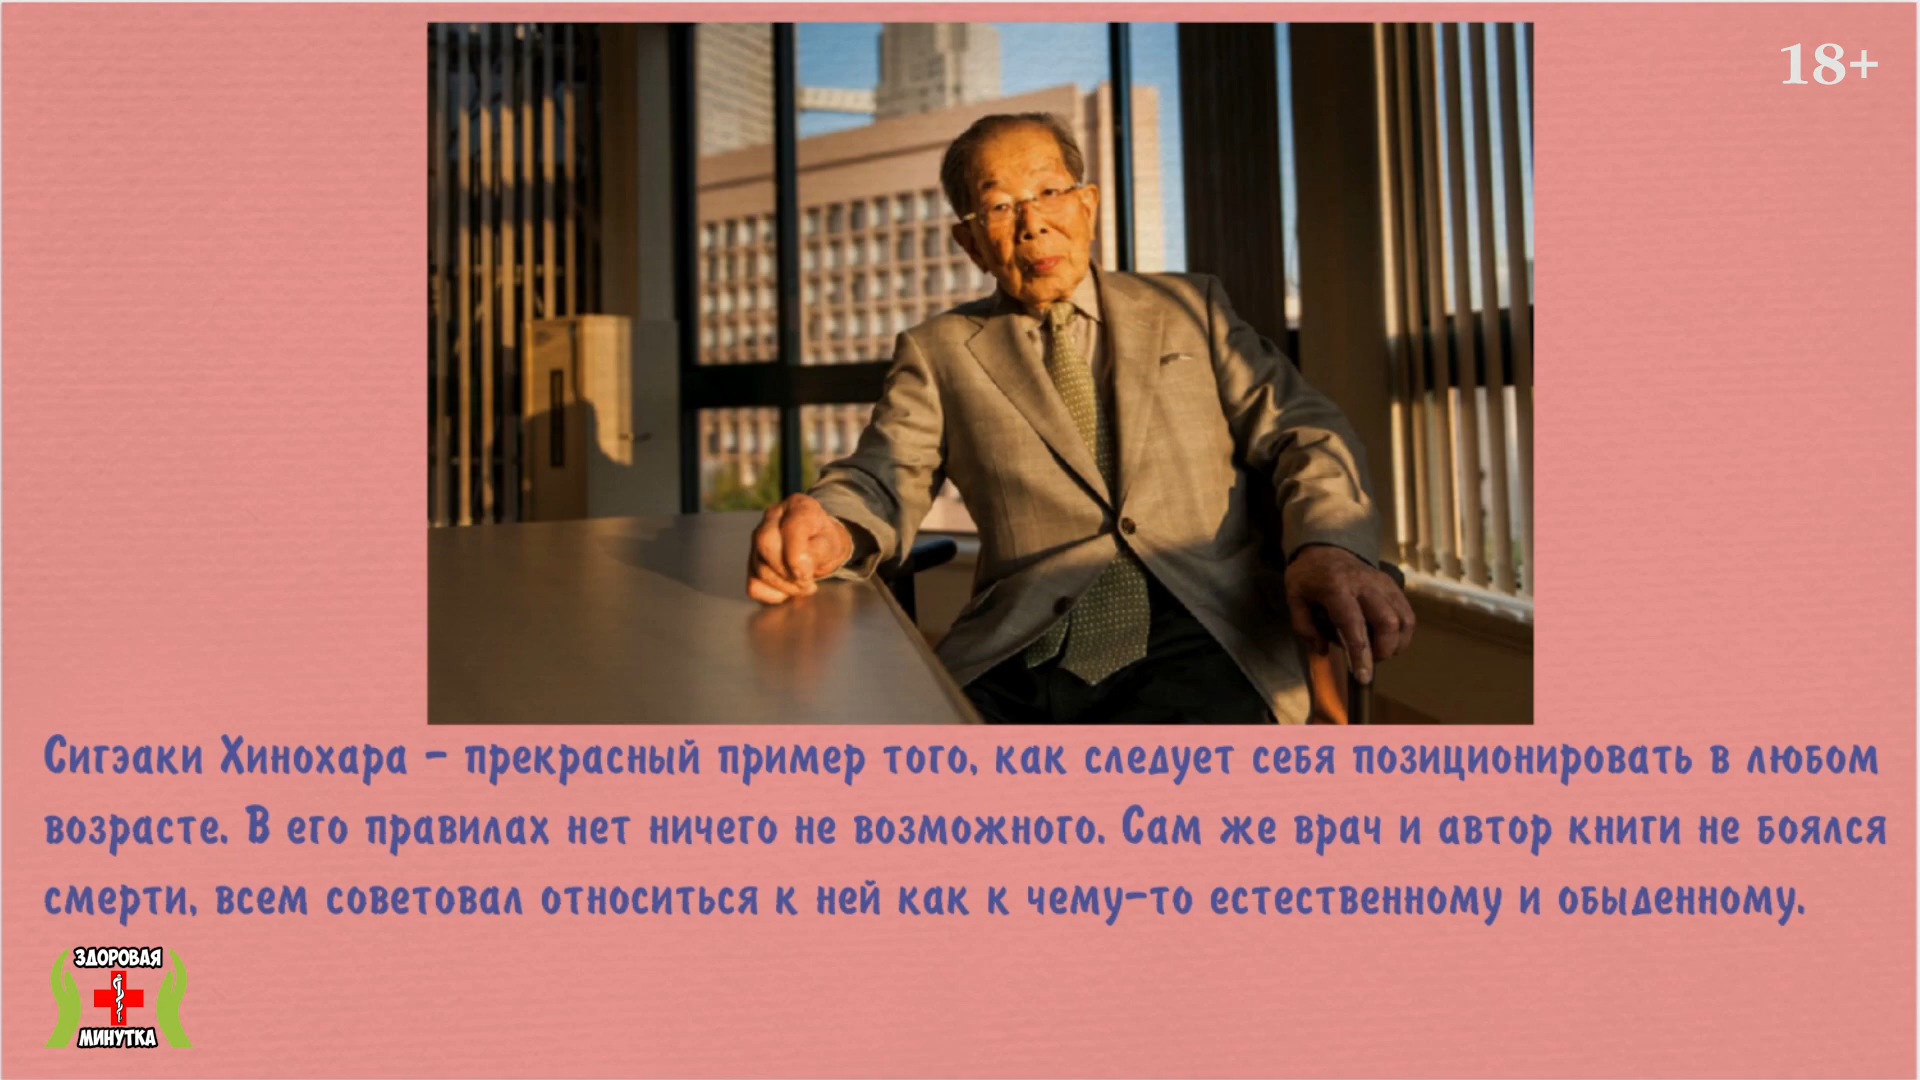 18+
Сигэаки Хинохара - прекрасный пример того, как следует себя позиционировать в любом
возрасте. В его правилах нет ничего не возможного. Сам же врач и автор книги не боялся
смерти, всем советовал относиться к ней как к чему-то естественному и обыденному.
ЗДОРОВАЯ
МИНУТКА